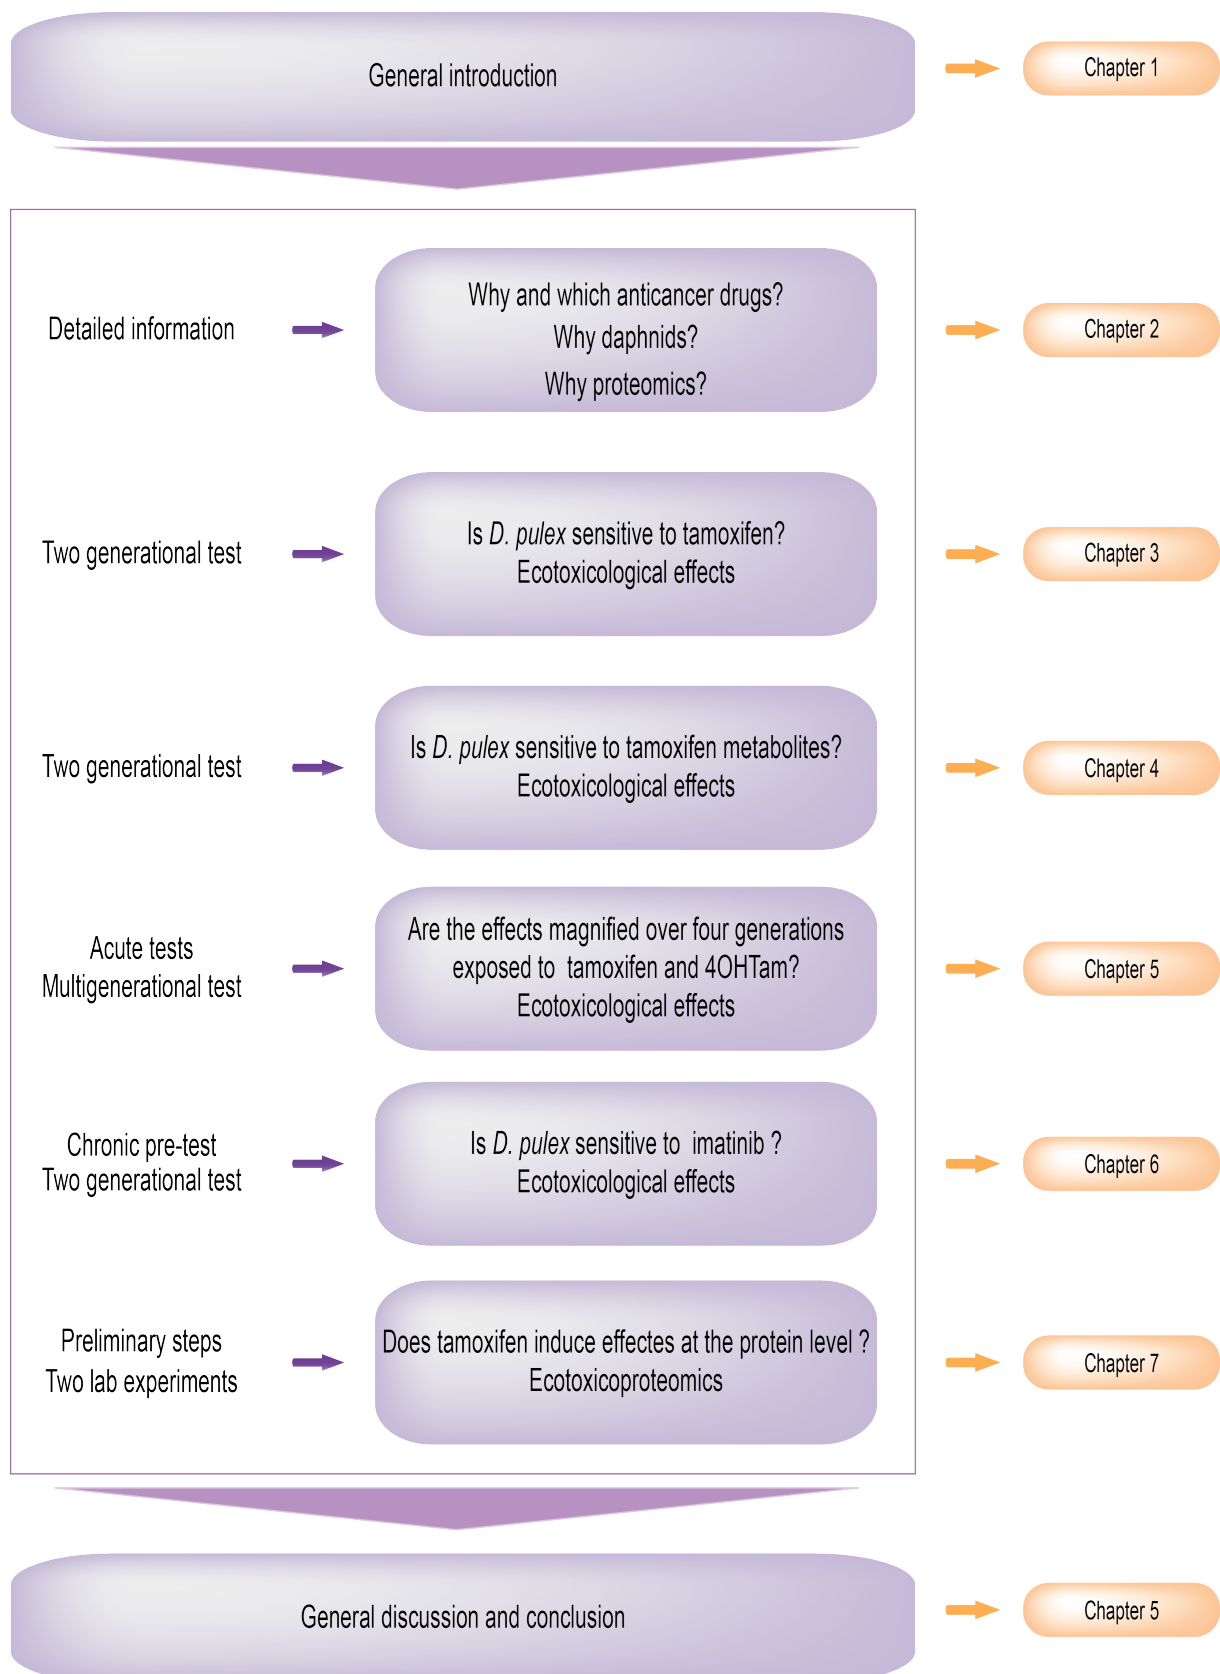 General introduction
Chapter 1
Detailed information
Why and which anticancer drugs?
Why daphnids?
Why proteomics?
Chapter 2
Two generational test
Is D. pulex sensitive to tamoxifen?
Ecotoxicological effects
Chapter 3
Two generational test
Is D. pulex sensitive to tamoxifen metabolites?
Ecotoxicological effects
Chapter 4
Acute tests
Multigenerational test
Are the effects magnified over four generations
exposed to tamoxifen and 4OHTam?
Ecotoxicological effects
Chapter 5
Chronic pre-test
Two generational test
Is D. pulex sensitive to imatinib ?
Ecotoxicological effects
Chapter 6
Preliminary steps
Two lab experiments
Does tamoxifen induce effectes at the protein level ?
Ecotoxicoproteomics
Chapter 7
General discussion and conclusion
Chapter 5